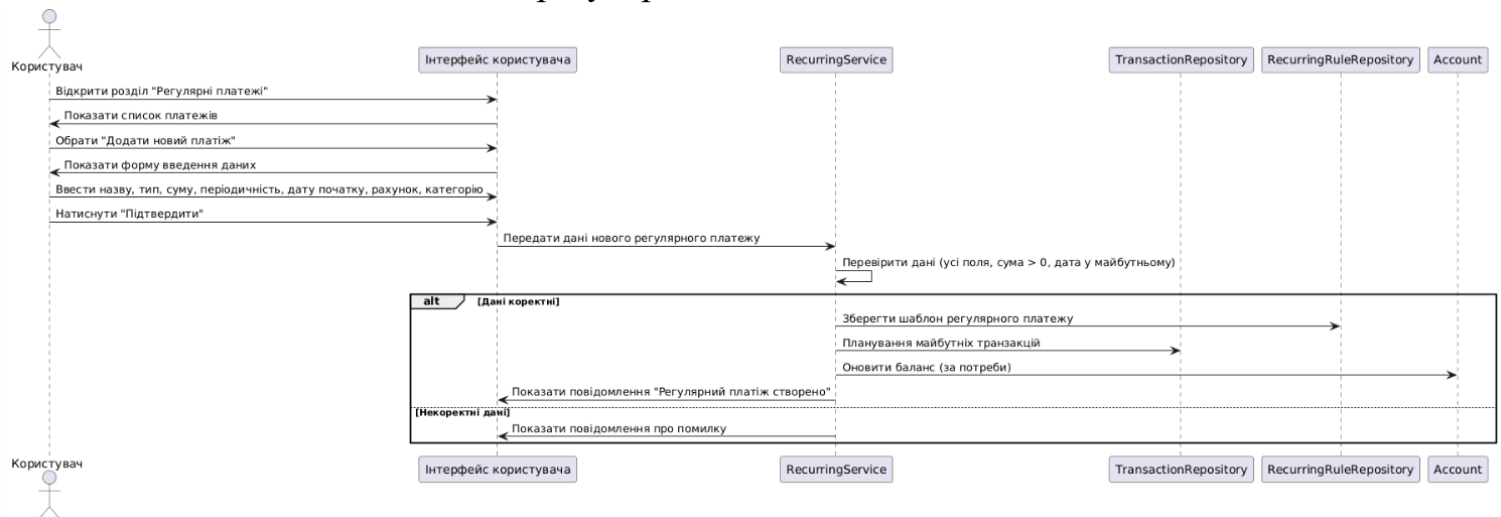 Користувач
Інтерфейс користувача
RecurringService
TransactionRepository
RecurringRuleRepository
Account
Відкрити розділ "Регулярні платежі"
Показати список платежів
Обрати "Додати новий платіж"
Показати форму введення даних
Ввести назву, тип, суму, періодичність, дату початку, рахунок, категорію
Натиснути "Підтвердити"
Передати дані нового регулярного платежу
Перевірити дані (усі поля, сума > 0, дата у майбутньому)
alt [Дані коректні]
Зберегти шаблон регулярного платежу
Планування майбутніх транзакцій
Оновити баланс (за потреби)
Показати повідомлення "Регулярний платіж створено"
[Некоректні дані]
Показати повідомлення про помилку
Користувач
Інтерфейс користувача
RecurringService
TransactionRepository
RecurringRuleRepository
Account